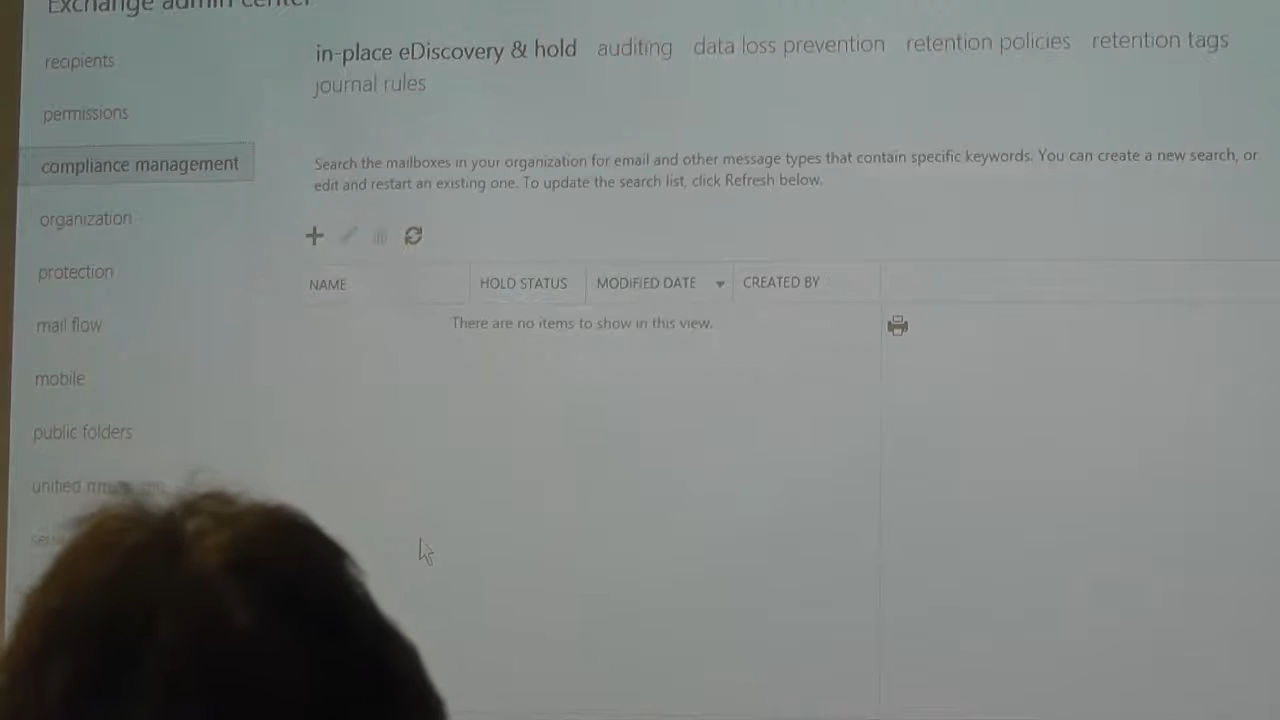 Exchange admin center
recipients
permissions
compliance management
organization
protection
mail flow
mobile
public folders
unified
in-place eDiscovery & hold auditing data loss prevention retention policies retention tags
journal rules
Search the mailboxes in your organization for email and other message types that contain specific keywords. You can create a new search, or
edit and restart an existing one. To update the search list, click Refresh below.
NAME HOLD STATUS MODIFIED DATE CREATED BY
There are no items to show in this view.